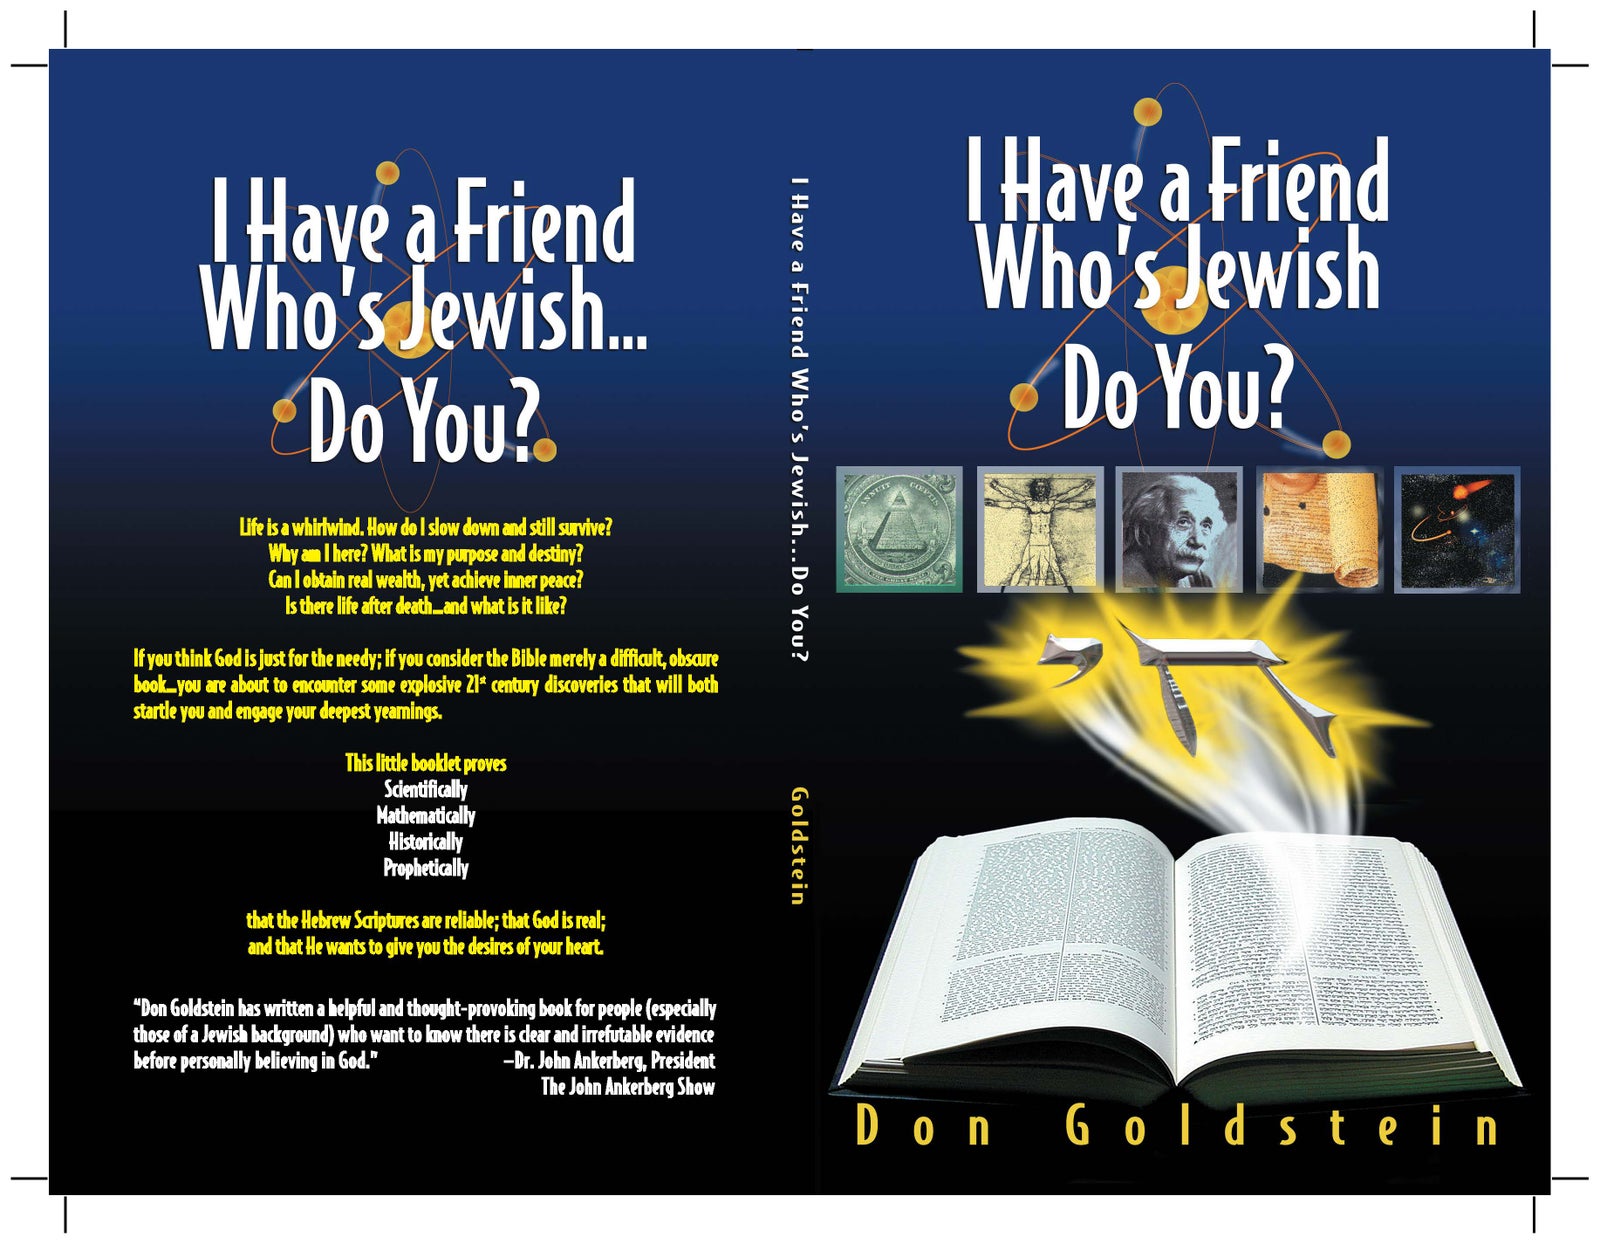 I Have a Friend
Who's Jewish...
Do You?
Life is a whirlwind. How do I slow down and still survive?
Why am I here? What is my purpose and destiny?
Can I obtain real wealth, yet achieve inner peace?
Is there life after death...and what is it like?
If you think God is just for the needy; if you consider the Bible merely a difficult, obscure
book...you are about to encounter some explosive 21st century discoveries that will both
startle you and engage your deepest yearnings.
This little booklet proves
Scientifically
Mathematically
Historically
Prophetically
that the Hebrew Scriptures are reliable; that God is real;
and that He wants to give you the desires of your heart.
“Don Goldstein has written a helpful and thought-provoking book for people (especially
those of a Jewish background) who want to know there is clear and irrefutable evidence
before personally believing in God.” –Dr. John Ankerberg, President
The John Ankerberg Show
I Have a Friend Who's Jewish...Do You?
Goldstein
I Have a Friend
Who's Jewish
Do You?
ANNUIT CŒPTIS
חי
Don Goldstein